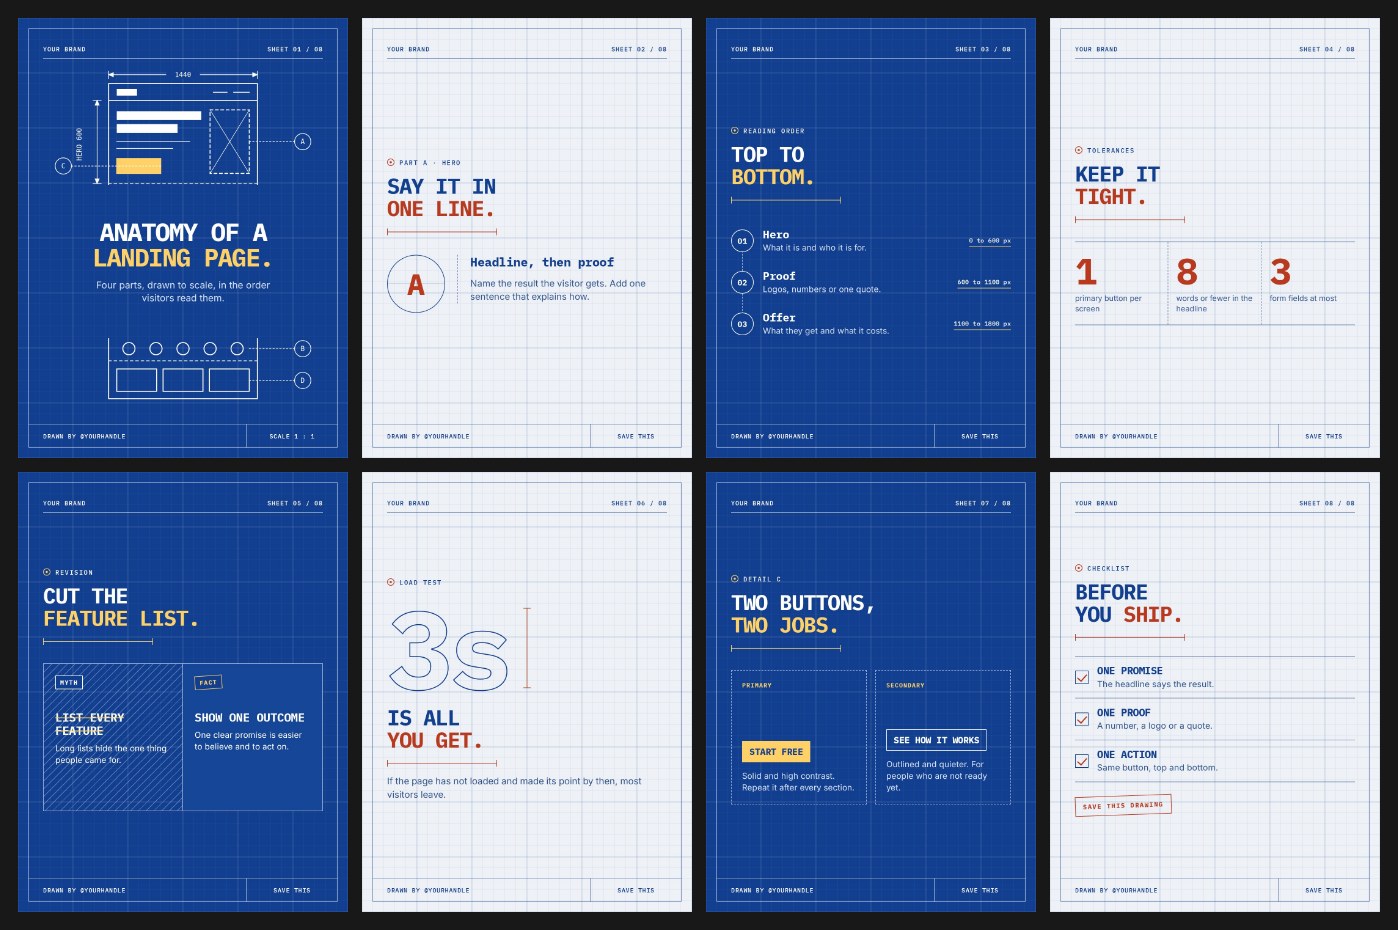 YOUR BRAND
SHEET 01 / 08
1440
HERO 600
A
C
ANATOMY OF A
LANDING PAGE.
Four parts, drawn to scale, in the order
visitors read them.
B
D
DRAWN BY @YOURHANDLE
SCALE 1 : 1
YOUR BRAND
SHEET 02 / 08
PART A - HERO
SAY IT IN
ONE LINE.
A
Headline, then proof
Name the result the visitor gets. Add one
sentence that explains how.
DRAWN BY @YOURHANDLE
SAVE THIS
YOUR BRAND
SHEET 03 / 08
READING ORDER
TOP TO
BOTTOM.
01
Hero
What it is and who it is for.
0 to 600 px
02
Proof
Logos, numbers or one quote.
600 to 1100 px
03
Offer
What they get and what it costs.
1100 to 1800 px
DRAWN BY @YOURHANDLE
SAVE THIS
YOUR BRAND
SHEET 04 / 08
TOLERANCES
KEEP IT
TIGHT.
1
primary button per
screen
8
words or fewer in the
headline
3
form fields at most
DRAWN BY @YOURHANDLE
SAVE THIS
YOUR BRAND
SHEET 05 / 08
REVISION
CUT THE
FEATURE LIST.
MYTH
LIST EVERY
FEATURE
Long lists hide the one thing
people came for.
FACT
SHOW ONE OUTCOME
One clear promise is easier
to believe and to act on.
DRAWN BY @YOURHANDLE
SAVE THIS
YOUR BRAND
SHEET 06 / 08
LOAD TEST
3s
IS ALL
YOU GET.
If the page has not loaded and made its point by then, most
visitors leave.
DRAWN BY @YOURHANDLE
SAVE THIS
YOUR BRAND
SHEET 07 / 08
DETAIL C
TWO BUTTONS,
TWO JOBS.
PRIMARY
START FREE
Solid and high contrast.
Repeat it after every section.
SECONDARY
SEE HOW IT WORKS
Outlined and quieter. For
people who are not ready
yet.
DRAWN BY @YOURHANDLE
SAVE THIS
YOUR BRAND
SHEET 08 / 08
CHECKLIST
BEFORE
YOU SHIP.
ONE PROMISE
The headline says the result.
ONE PROOF
A number, a logo or a quote.
ONE ACTION
Same button, top and bottom.
SAVE THIS DRAWING
DRAWN BY @YOURHANDLE
SAVE THIS